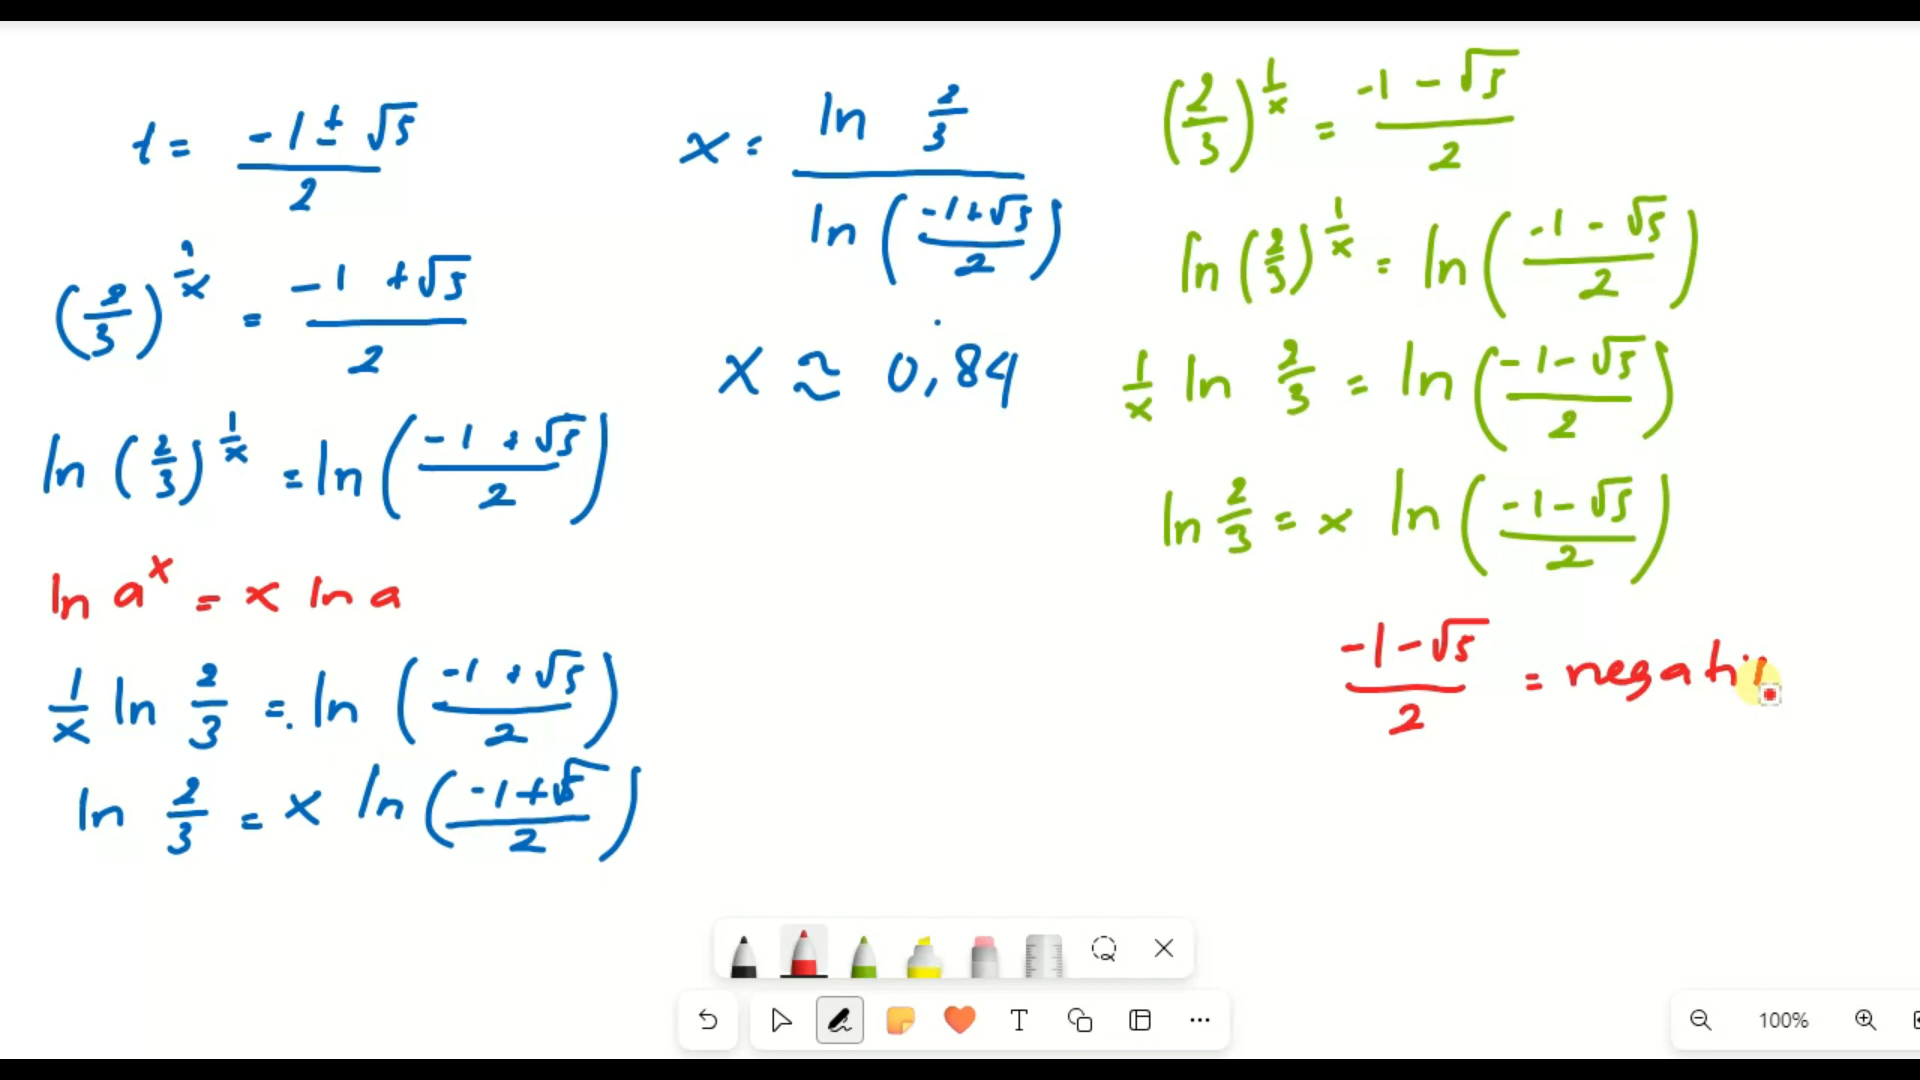 t = (-1 ± √5)/2
(2/3)^(1/x) = (-1 + √5)/2
ln (2/3)^(1/x) = ln((-1 + √5)/2)
ln a^x = x ln a
1/x ln 2/3 = ln((-1 + √5)/2)
ln 2/3 = x ln((-1 + √5)/2)
x = (ln 2/3)/(ln((-1 + √5)/2))
x ≈ 0,84
(2/3)^(1/x) = (-1 - √5)/2
ln(2/3)^(1/x) = ln((-1 - √5)/2)
1/x ln 2/3 = ln((-1 - √5)/2)
ln 2/3 = x ln((-1 - √5)/2)
(-1 - √5)/2 = negati
T
100%